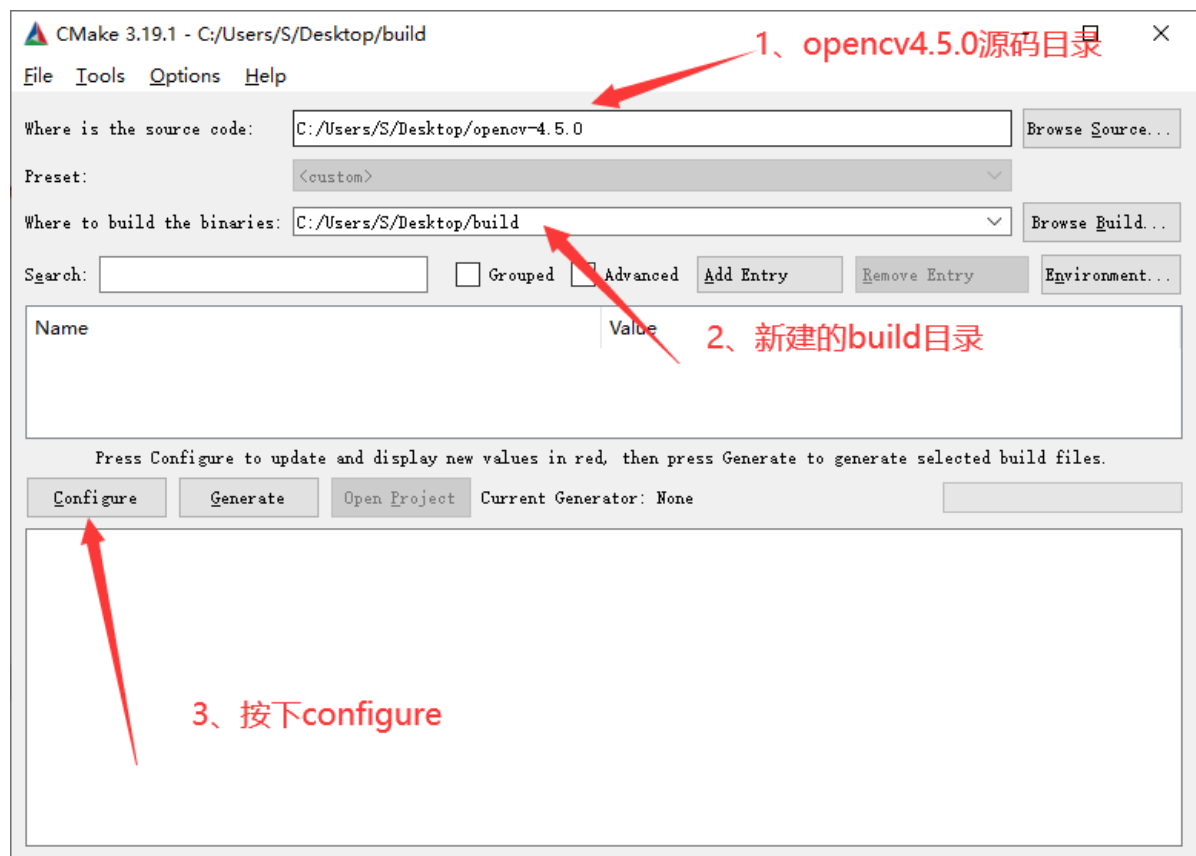 CMake 3.19.1 - C:/Users/S/Desktop/build
1、opencv4.5.0源码目录
File Tools Options Help
Where is the source code: C:/Users/S/Desktop/opencv-4.5.0 Browse Source...
Preset: <custom>
Where to build the binaries: C:/Users/S/Desktop/build Browse Build...
Search: Grouped Advanced Add Entry Remove Entry Environment...
Name Value
2、新建的build目录
Press Configure to update and display new values in red, then press Generate to generate selected build files.
Configure Generate Open Project Current Generator: None
3、按下configure